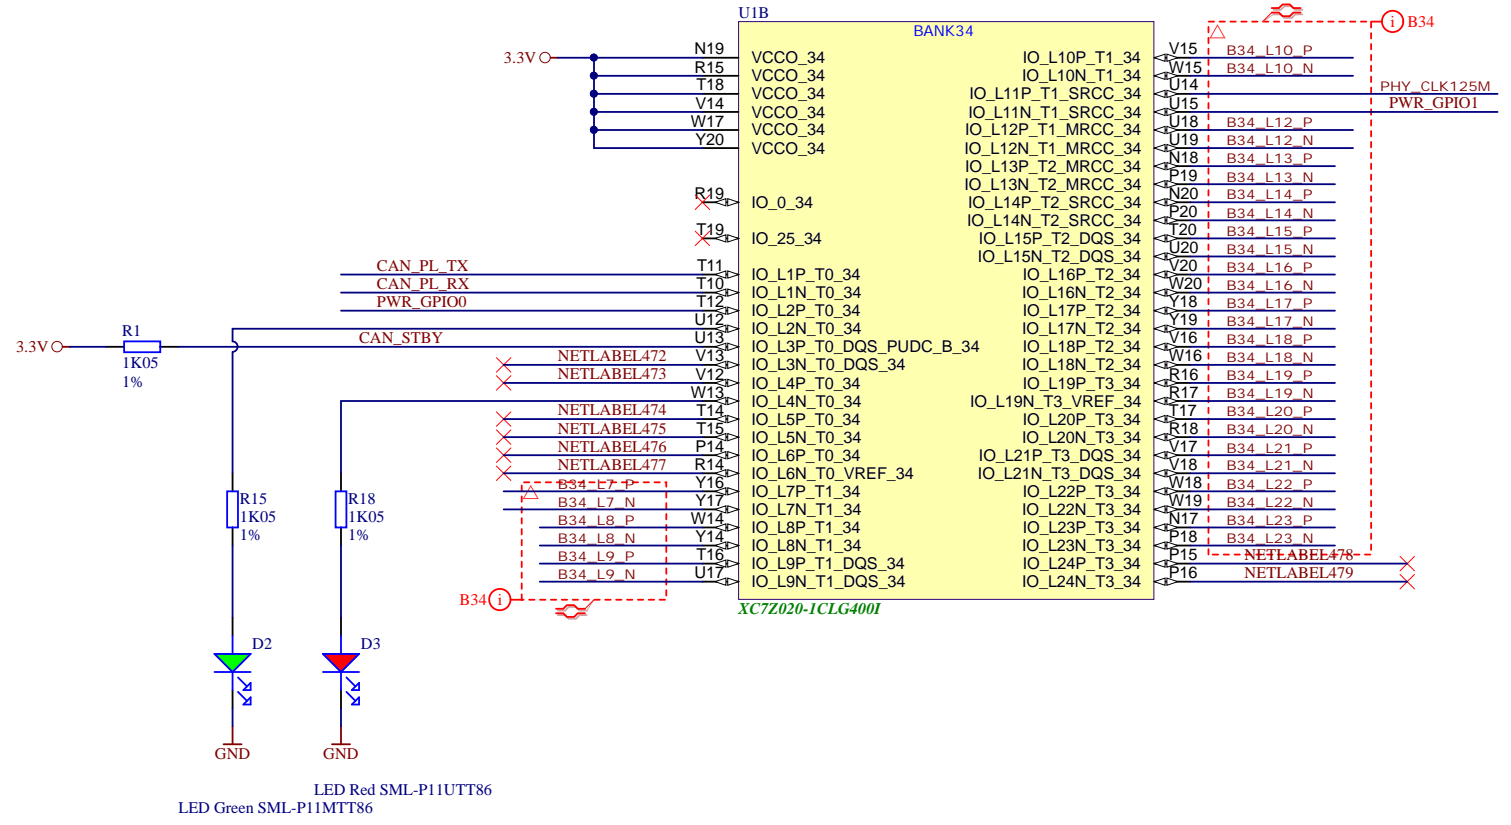 U1B
BANK34
3.3V
N19 VCCO_34
R15 VCCO_34
T18 VCCO_34
V14 VCCO_34
W17 VCCO_34
Y20 VCCO_34
R19 IO_0_34
T19 IO_25_34
CAN_PL_TX T11 IO_L1P_T0_34
CAN_PL_RX T10 IO_L1N_T0_34
PWR_GPIO0 T12 IO_L2P_T0_34
U12 IO_L2N_T0_34
3.3V R1 1K05 1% CAN_STBY U13 IO_L3P_T0_DQS_PUDC_B_34
NETLABEL472 V13 IO_L3N_T0_DQS_34
NETLABEL473 V12 IO_L4P_T0_34
W13 IO_L4N_T0_34
NETLABEL474 T14 IO_L5P_T0_34
NETLABEL475 T15 IO_L5N_T0_34
NETLABEL476 P14 IO_L6P_T0_34
NETLABEL477 R14 IO_L6N_T0_VREF_34
B34_L7_P Y16 IO_L7P_T1_34
B34_L7_N Y17 IO_L7N_T1_34
B34_L8_P W14 IO_L8P_T1_34
B34_L8_N Y14 IO_L8N_T1_34
B34_L9_P T16 IO_L9P_T1_DQS_34
B34_L9_N U17 IO_L9N_T1_DQS_34
B34 i
IO_L10P_T1_34 V15 B34_L10_P
IO_L10N_T1_34 W15 B34_L10_N
IO_L11P_T1_SRCC_34 U14 PHY_CLK125M
IO_L11N_T1_SRCC_34 U15 PWR_GPIO1
IO_L12P_T1_MRCC_34 U18 B34_L12_P
IO_L12N_T1_MRCC_34 U19 B34_L12_N
IO_L13P_T2_MRCC_34 N18 B34_L13_P
IO_L13N_T2_MRCC_34 P19 B34_L13_N
IO_L14P_T2_SRCC_34 N20 B34_L14_P
IO_L14N_T2_SRCC_34 P20 B34_L14_N
IO_L15P_T2_DQS_34 T20 B34_L15_P
IO_L15N_T2_DQS_34 U20 B34_L15_N
IO_L16P_T2_34 V20 B34_L16_P
IO_L16N_T2_34 W20 B34_L16_N
IO_L17P_T2_34 Y18 B34_L17_P
IO_L17N_T2_34 Y19 B34_L17_N
IO_L18P_T2_34 V16 B34_L18_P
IO_L18N_T2_34 W16 B34_L18_N
IO_L19P_T3_34 R16 B34_L19_P
IO_L19N_T3_VREF_34 R17 B34_L19_N
IO_L20P_T3_34 T17 B34_L20_P
IO_L20N_T3_34 R18 B34_L20_N
IO_L21P_T3_DQS_34 V17 B34_L21_P
IO_L21N_T3_DQS_34 V18 B34_L21_N
IO_L22P_T3_34 W18 B34_L22_P
IO_L22N_T3_34 W19 B34_L22_N
IO_L23P_T3_34 N17 B34_L23_P
IO_L23N_T3_34 P18 B34_L23_N
IO_L24P_T3_34 P15 NETLABEL478
IO_L24N_T3_34 P16 NETLABEL479
i B34
XC7Z020-1CLG400I
R15
1K05
1%
R18
1K05
1%
D2
D3
GND
GND
LED Red SML-P11UTT86
LED Green SML-P11MTT86